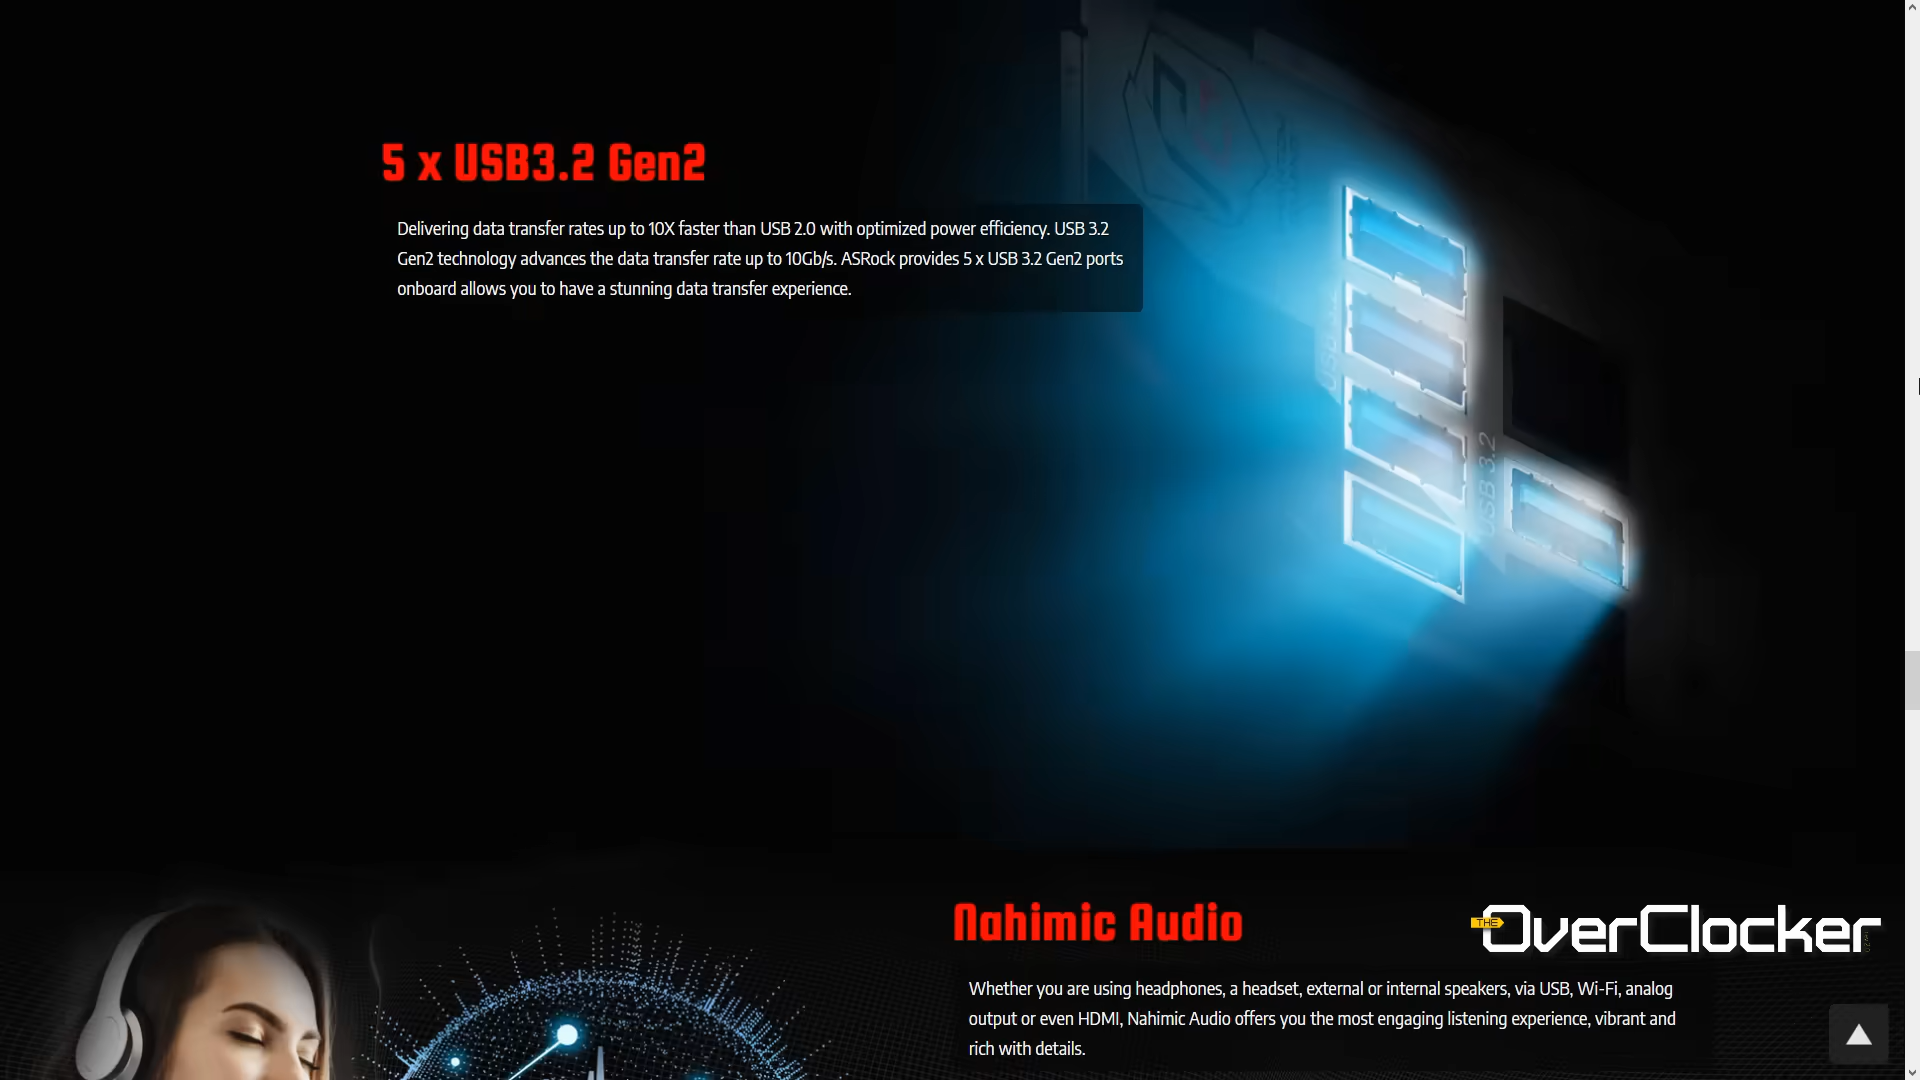 5 x USB3.2 Gen2
Delivering data transfer rates up to 10X faster than USB 2.0 with optimized power efficiency. USB 3.2
Gen2 technology advances the data transfer rate up to 10Gb/s. ASRock provides 5 x USB 3.2 Gen2 ports
onboard allows you to have a stunning data transfer experience.
USB 3.2
Nahimic Audio
THE OverClocker
Whether you are using headphones, a headset, external or internal speakers, via USB, Wi-Fi, analog
output or even HDMI, Nahimic Audio offers you the most engaging listening experience, vibrant and
rich with details.